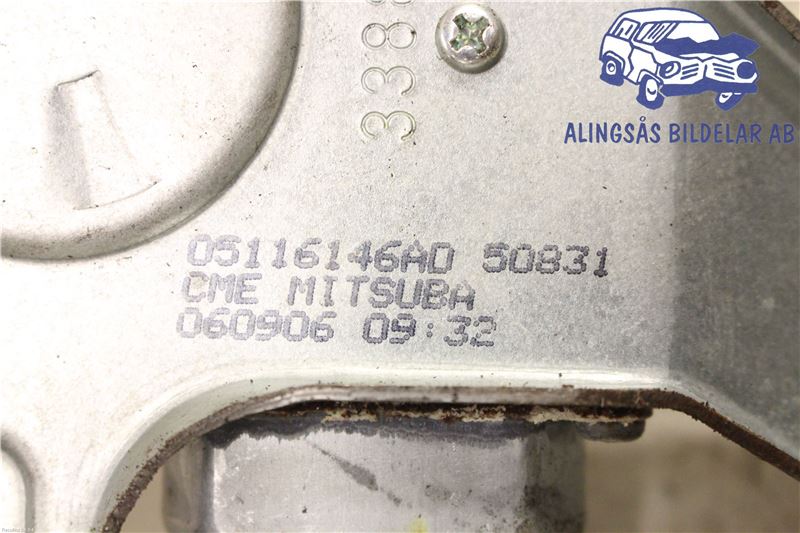 338
ALINGSÅS BILDELAR AB
05116146AD 50831
CME MITSUBA
060906 09:32